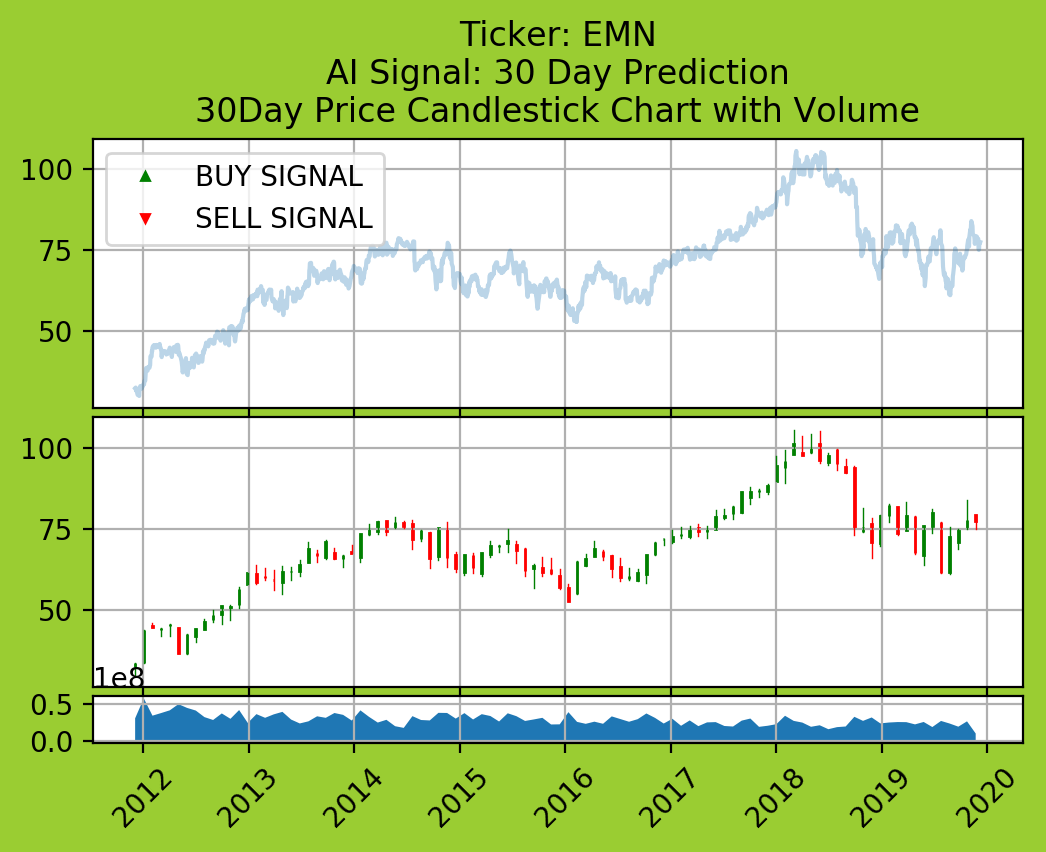 Ticker: EMN
AI Signal: 30 Day Prediction
30Day Price Candlestick Chart with Volume
BUY SIGNAL
SELL SIGNAL
100
75
50
100
75
50
1e8
0.5
0.0
2012
2013
2014
2015
2016
2017
2018
2019
2020